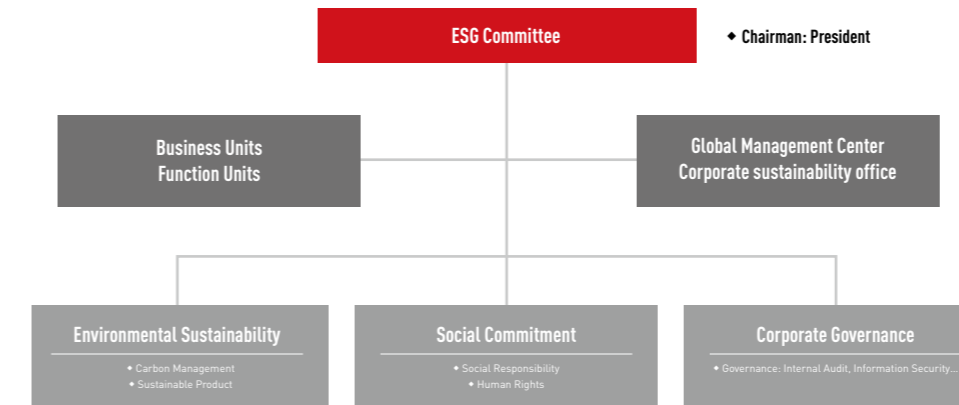 ESG Committee
◆ Chairman: President
Business Units
Function Units
Global Management Center
Corporate sustainability office
Environmental Sustainability
◆ Carbon Management
◆ Sustainable Product
Social Commitment
◆ Social Responsibility
◆ Human Rights
Corporate Governance
◆ Governance: Internal Audit, Information Security...